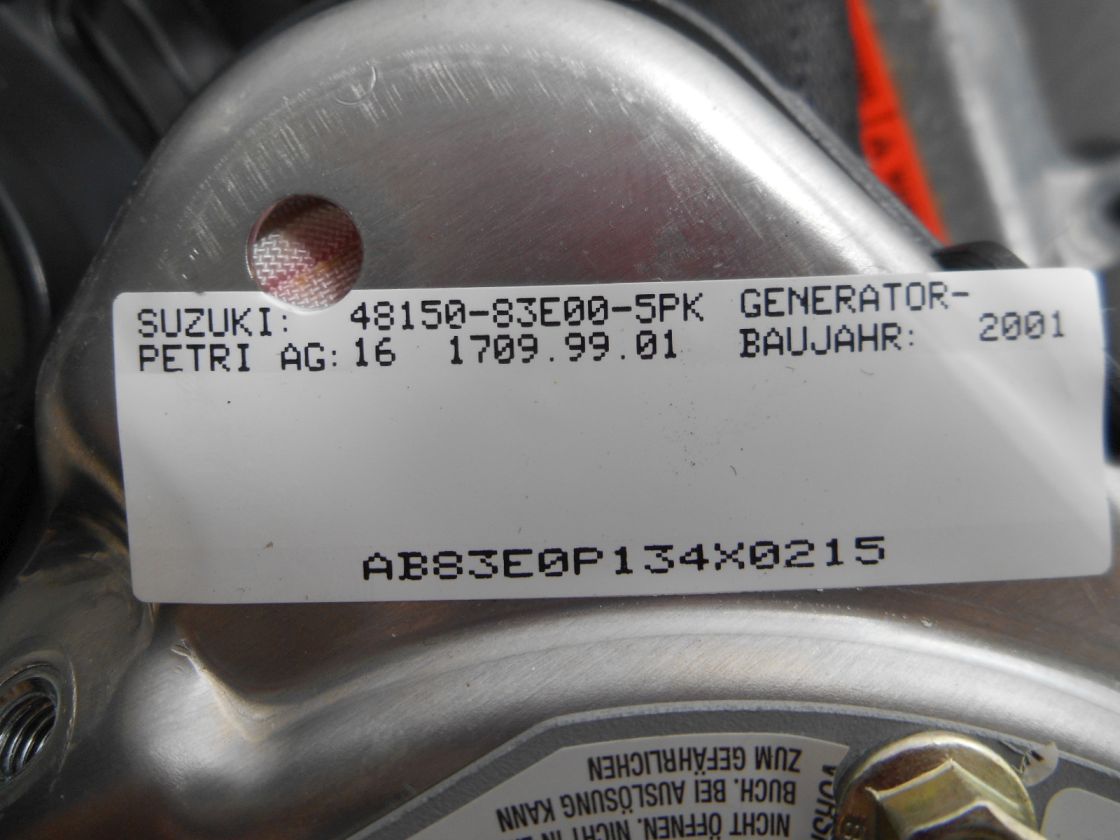 SUZUKI: 48150-83E00-5PK GENERATOR-
PETRI AG: 16 1709.99.01 BAUJAHR: 2001
AB83E0P134X0215
NICHT ÖFFNEN. NICHT IN
BUCH. BEI AUSLÖSUNG KANN
ZUM GEFÄHRLICHEN